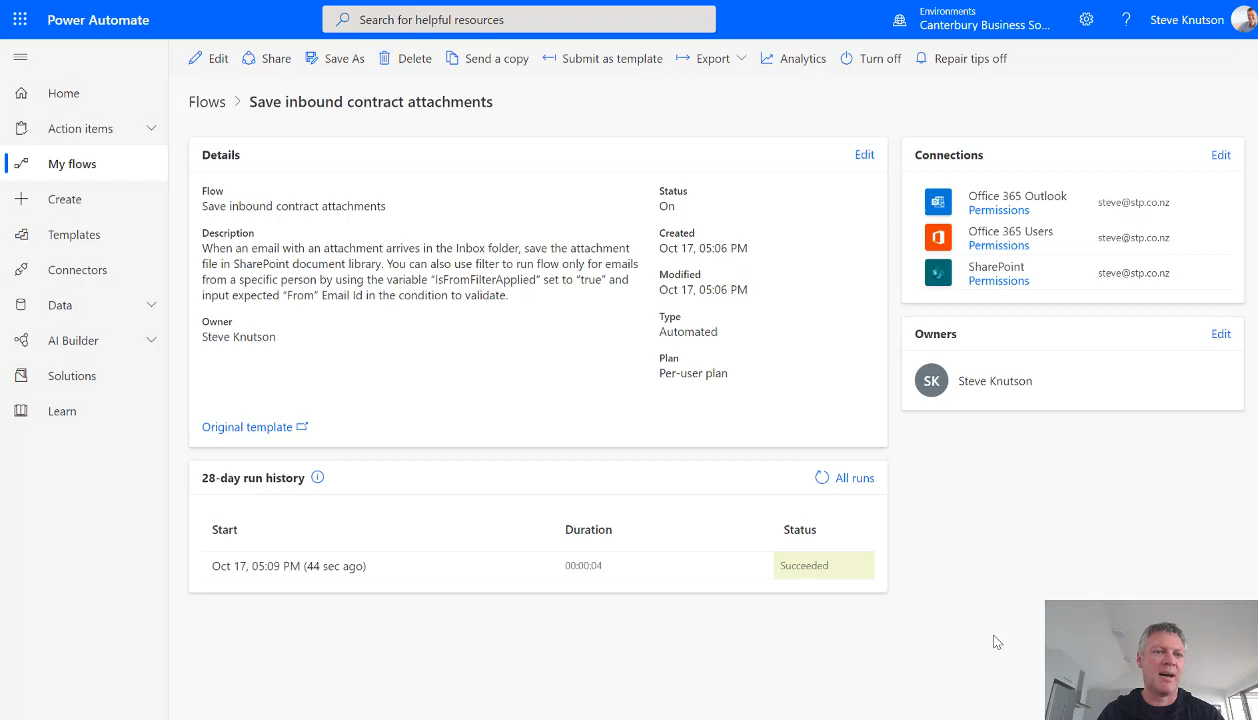 Power Automate
Search for helpful resources
Environments
Canterbury Business So...
?
Steve Knutson
Edit
Share
Save As
Delete
Send a copy
Submit as template
Export
Analytics
Turn off
Repair tips off
Home
Action items
My flows
Create
Templates
Connectors
Data
AI Builder
Solutions
Learn
Flows > Save inbound contract attachments
Details
Edit
Flow
Save inbound contract attachments
Description
When an email with an attachment arrives in the Inbox folder, save the attachment
file in SharePoint document library. You can also use filter to run flow only for emails
from a specific person by using the variable “IsFromFilterApplied” set to “true” and
input expected “From” Email Id in the condition to validate.
Owner
Steve Knutson
Status
On
Created
Oct 17, 05:06 PM
Modified
Oct 17, 05:06 PM
Type
Automated
Plan
Per-user plan
Original template
Connections
Edit
Office 365 Outlook
Permissions
steve@stp.co.nz
Office 365 Users
Permissions
steve@stp.co.nz
SharePoint
Permissions
steve@stp.co.nz
Owners
Edit
SK
Steve Knutson
28-day run history
All runs
Start
Duration
Status
Oct 17, 05:09 PM (44 sec ago)
00:00:04
Succeeded